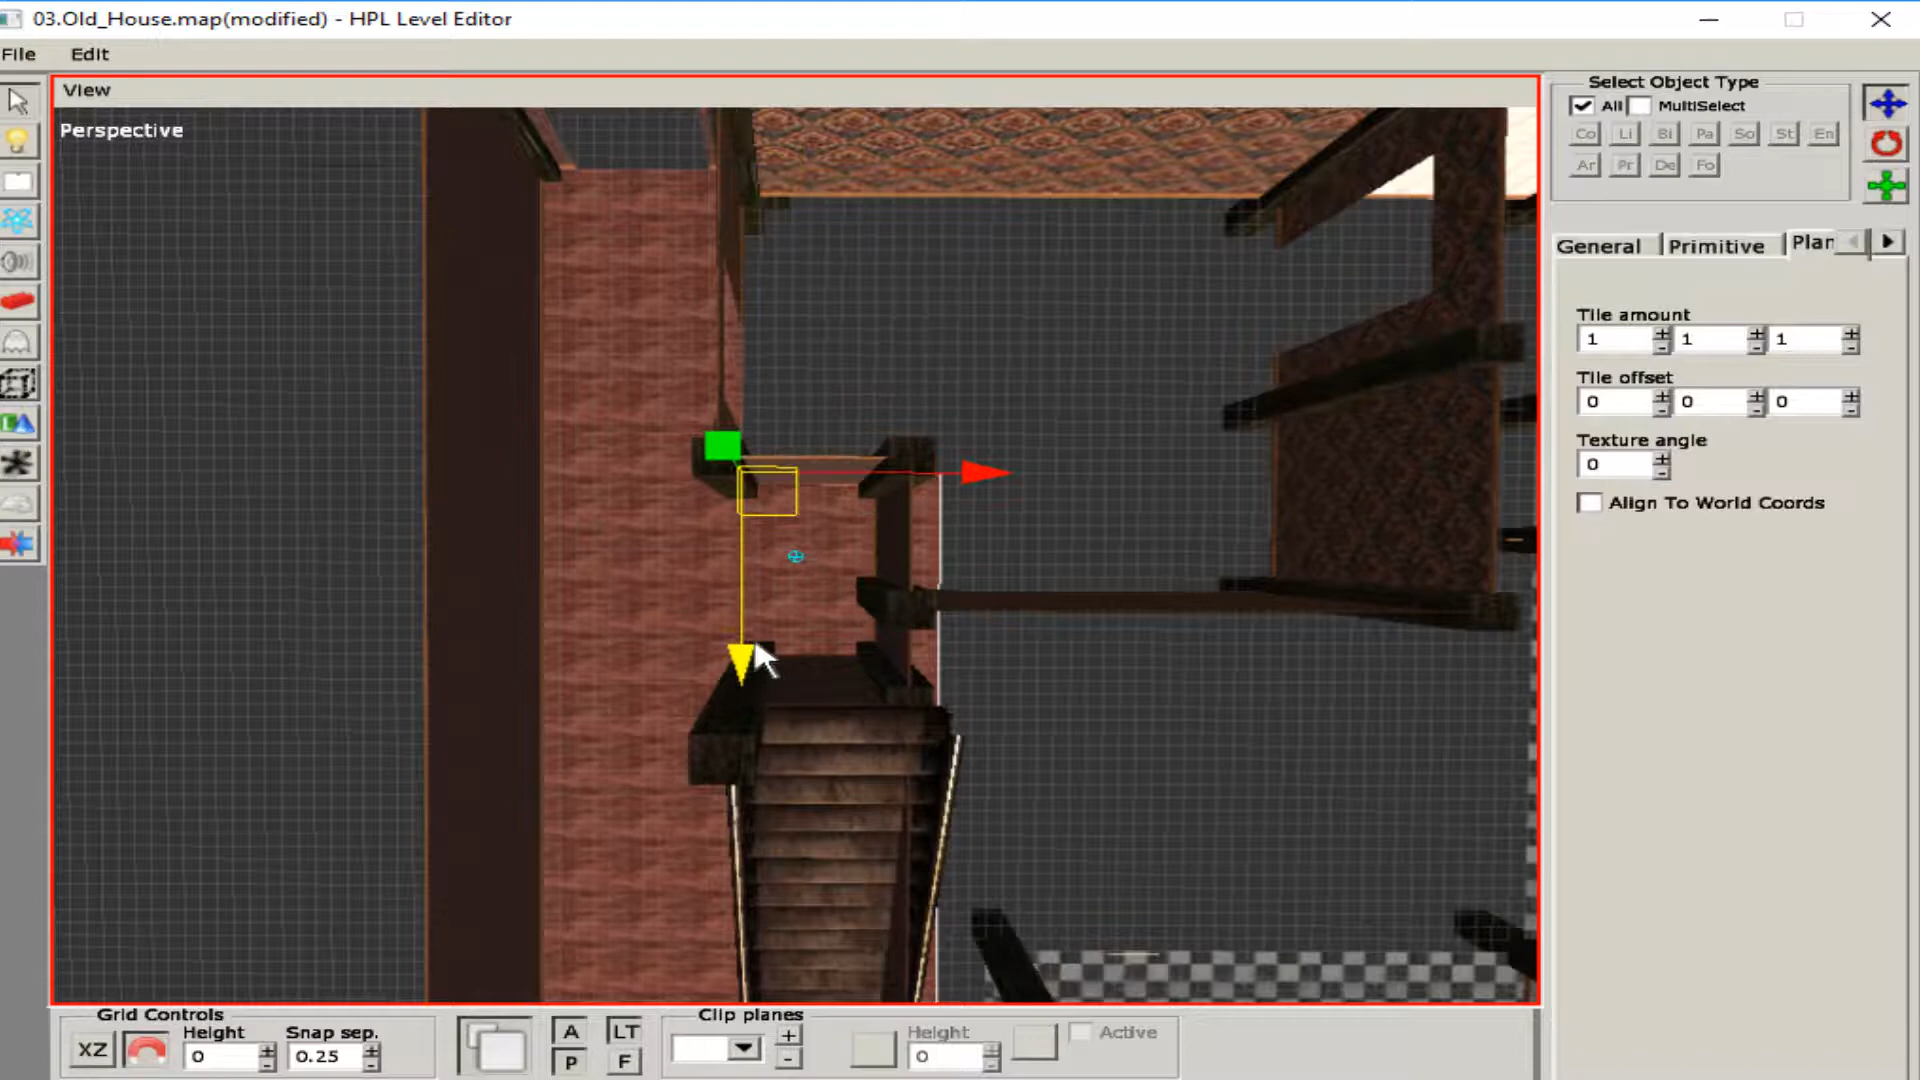 03.Old_House.map(modified) - HPL Level Editor
File Edit
View
Perspective
Select Object Type
All MultiSelect
Co Li Bi Pa So St En
Ar Pr De Fo
General Primitive Plan
Tile amount
1 1 1
Tile offset
0 0 0
Texture angle
0
Align To World Coords
Grid Controls
Height Snap sep.
XZ 0 0.25
A LT
P F
Clip planes
+
-
Height
0
Active